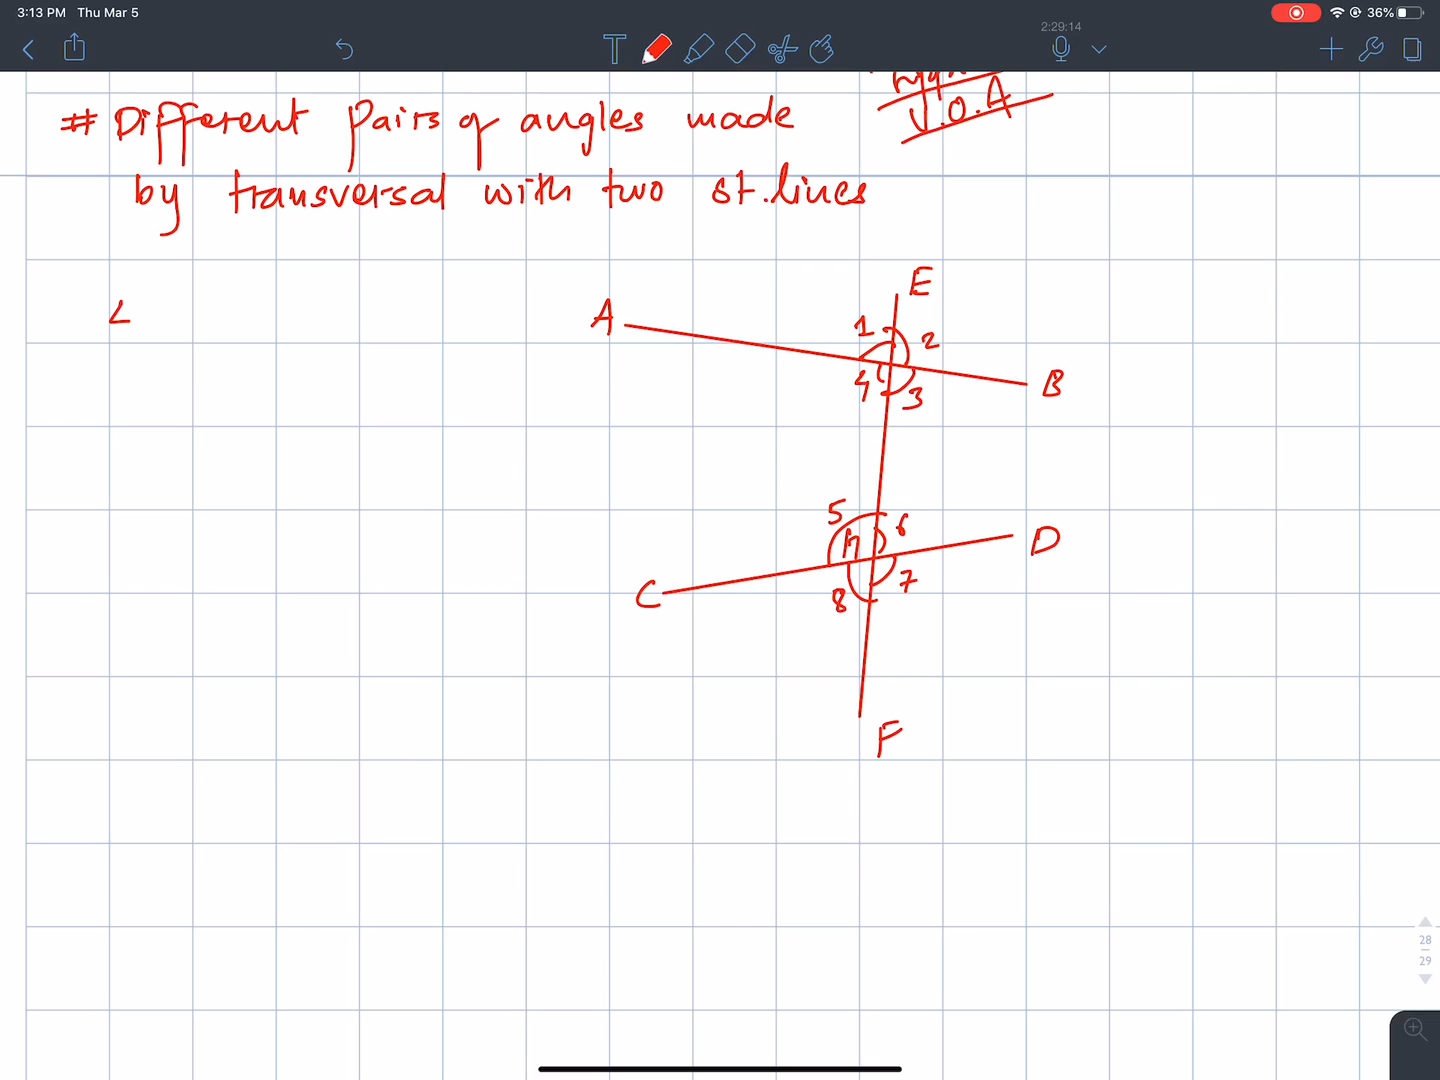 3:13 PM Thu Mar 5
36%
2:29:14
T
V.O.A
# Different Pairs of angles made
by transversal with two st.lines
E
∠
A
1
2
4
3
B
5
6
D
7
C
8
F
28
29